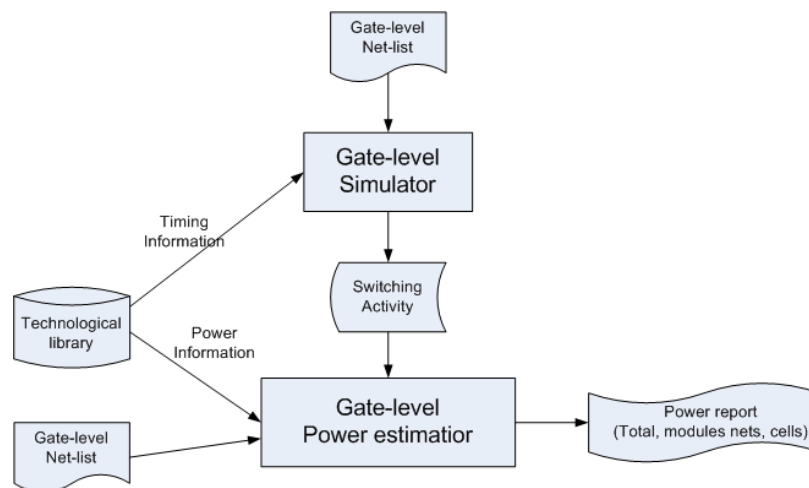 Gate-level
Net-list
Gate-level
Simulator
Timing
Information
Switching
Activity
Technological
library
Power
Information
Gate-level
Power estimatior
Power report
(Total, modules nets, cells)
Gate-level
Net-list